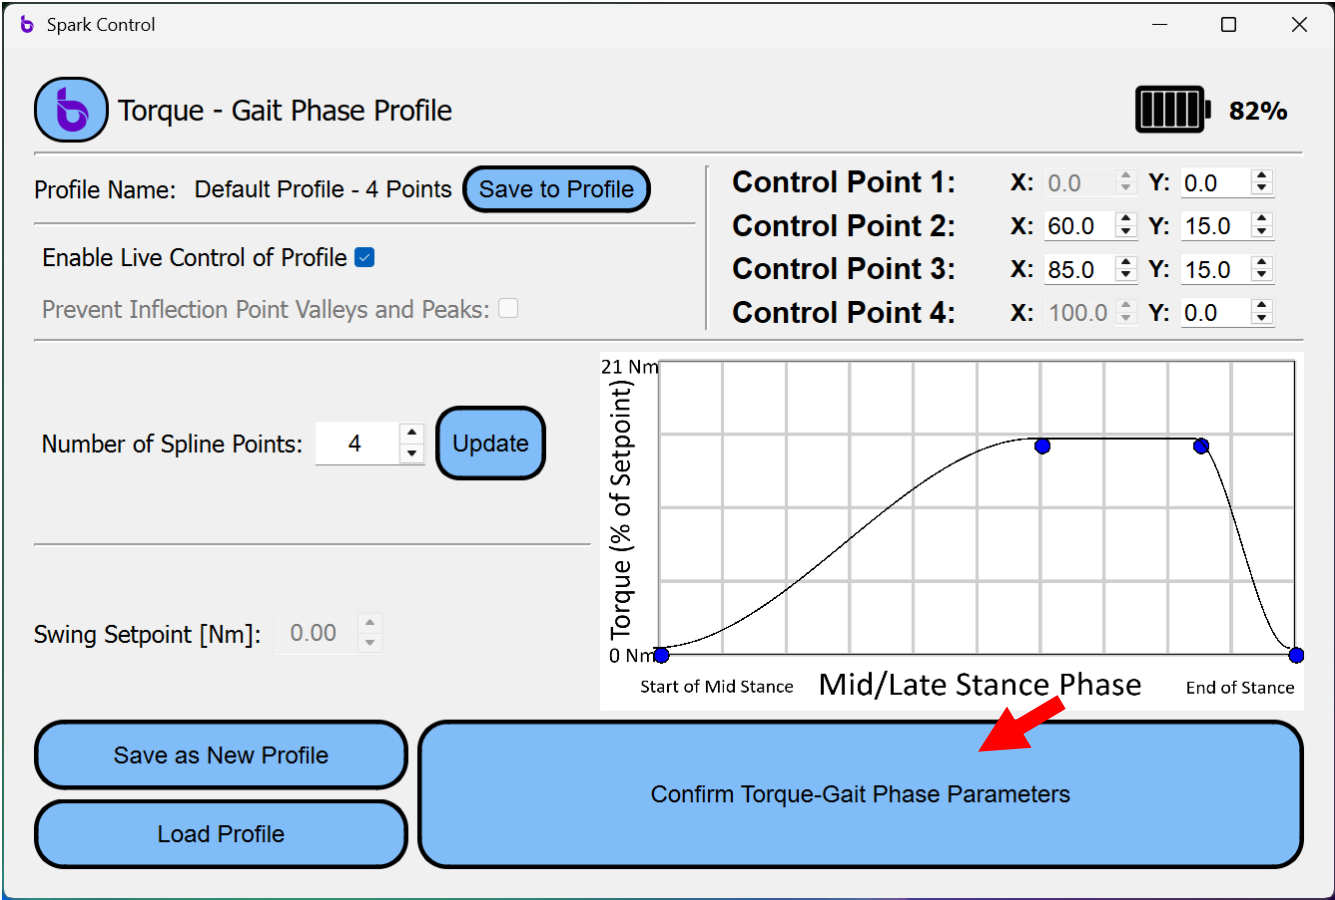 Spark Control
Torque - Gait Phase Profile
82%
Profile Name: Default Profile - 4 Points Save to Profile
Enable Live Control of Profile
Prevent Inflection Point Valleys and Peaks:
Control Point 1: X: 0.0 Y: 0.0
Control Point 2: X: 60.0 Y: 15.0
Control Point 3: X: 85.0 Y: 15.0
Control Point 4: X: 100.0 Y: 0.0
Number of Spline Points: 4 Update
Swing Setpoint [Nm]: 0.00
21 Nm
Torque (% of Setpoint)
0 Nm
Start of Mid Stance Mid/Late Stance Phase End of Stance
Save as New Profile
Load Profile
Confirm Torque-Gait Phase Parameters